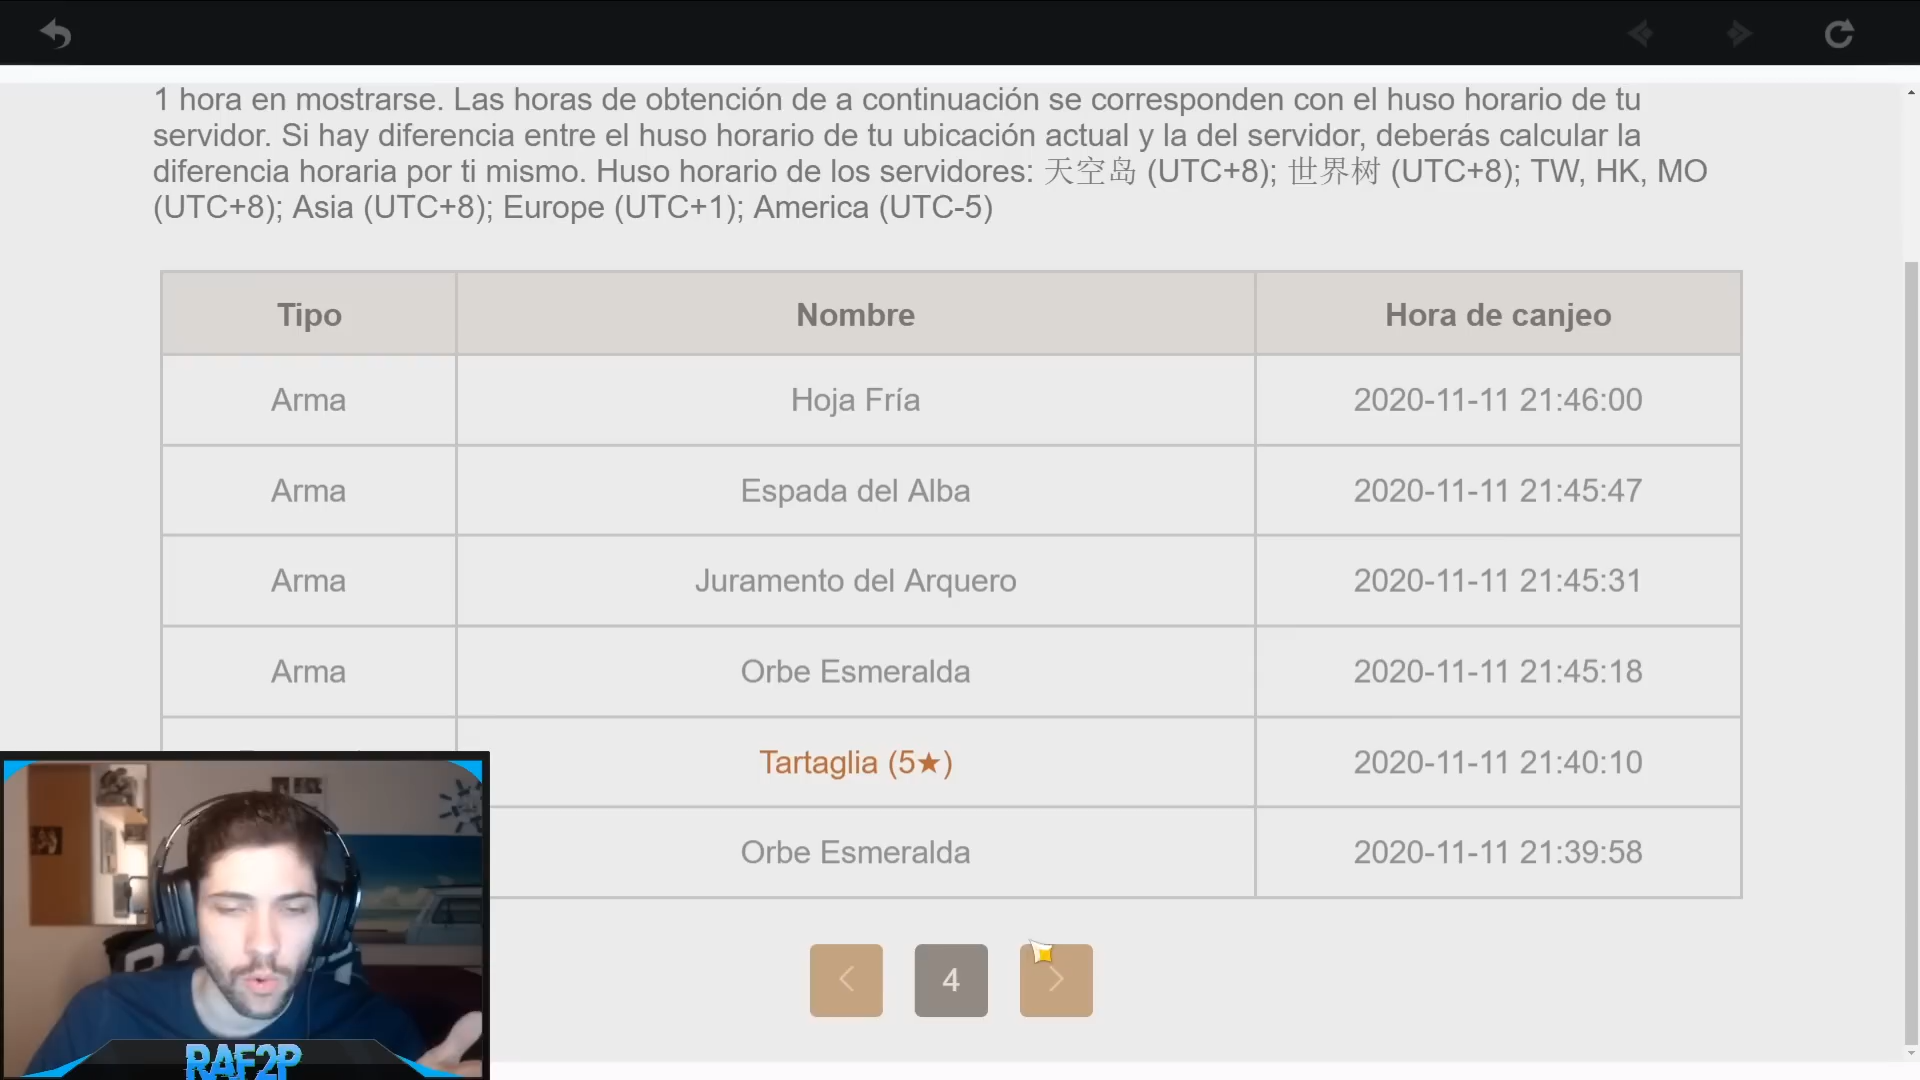 1 hora en mostrarse. Las horas de obtención de a continuación se corresponden con el huso horario de tu
servidor. Si hay diferencia entre el huso horario de tu ubicación actual y la del servidor, deberás calcular la
diferencia horaria por ti mismo. Huso horario de los servidores: 天空岛 (UTC+8); 世界树 (UTC+8); TW, HK, MO
(UTC+8); Asia (UTC+8); Europe (UTC+1); America (UTC-5)
Tipo Nombre Hora de canjeo
Arma Hoja Fría 2020-11-11 21:46:00
Arma Espada del Alba 2020-11-11 21:45:47
Arma Juramento del Arquero 2020-11-11 21:45:31
Arma Orbe Esmeralda 2020-11-11 21:45:18
Tartaglia (5★) 2020-11-11 21:40:10
Orbe Esmeralda 2020-11-11 21:39:58
4
RAF2P